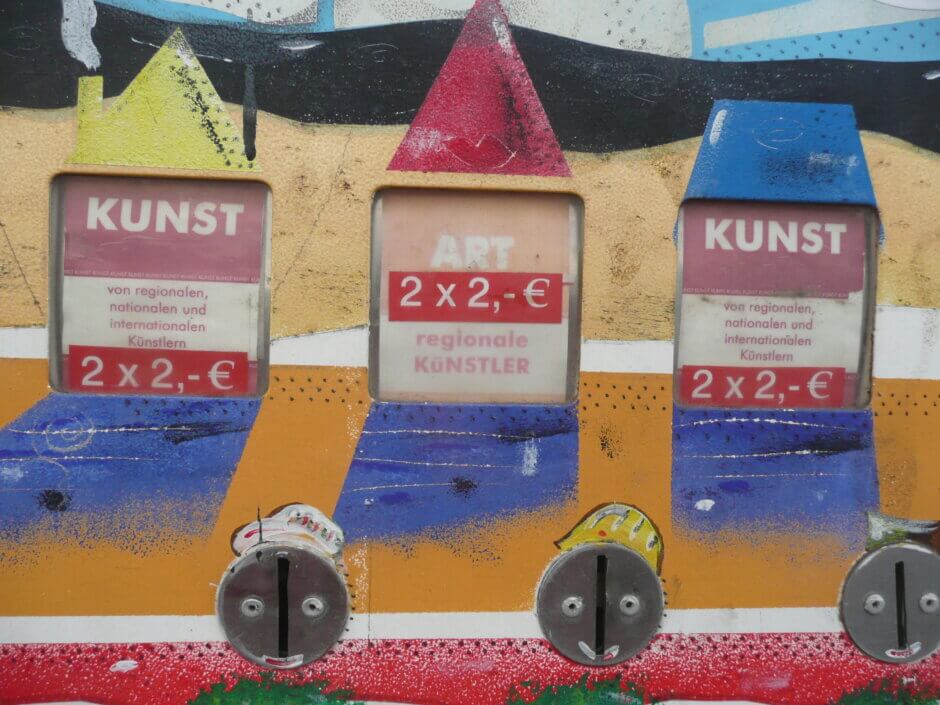 KUNST
von regionalen,
nationalen und
internationalen
Künstlern
2 x 2,- €
ART
2 x 2,- €
regionale
KüNSTLER
KUNST
von regionalen,
nationalen und
internationalen
Künstlern
2 x 2,- €